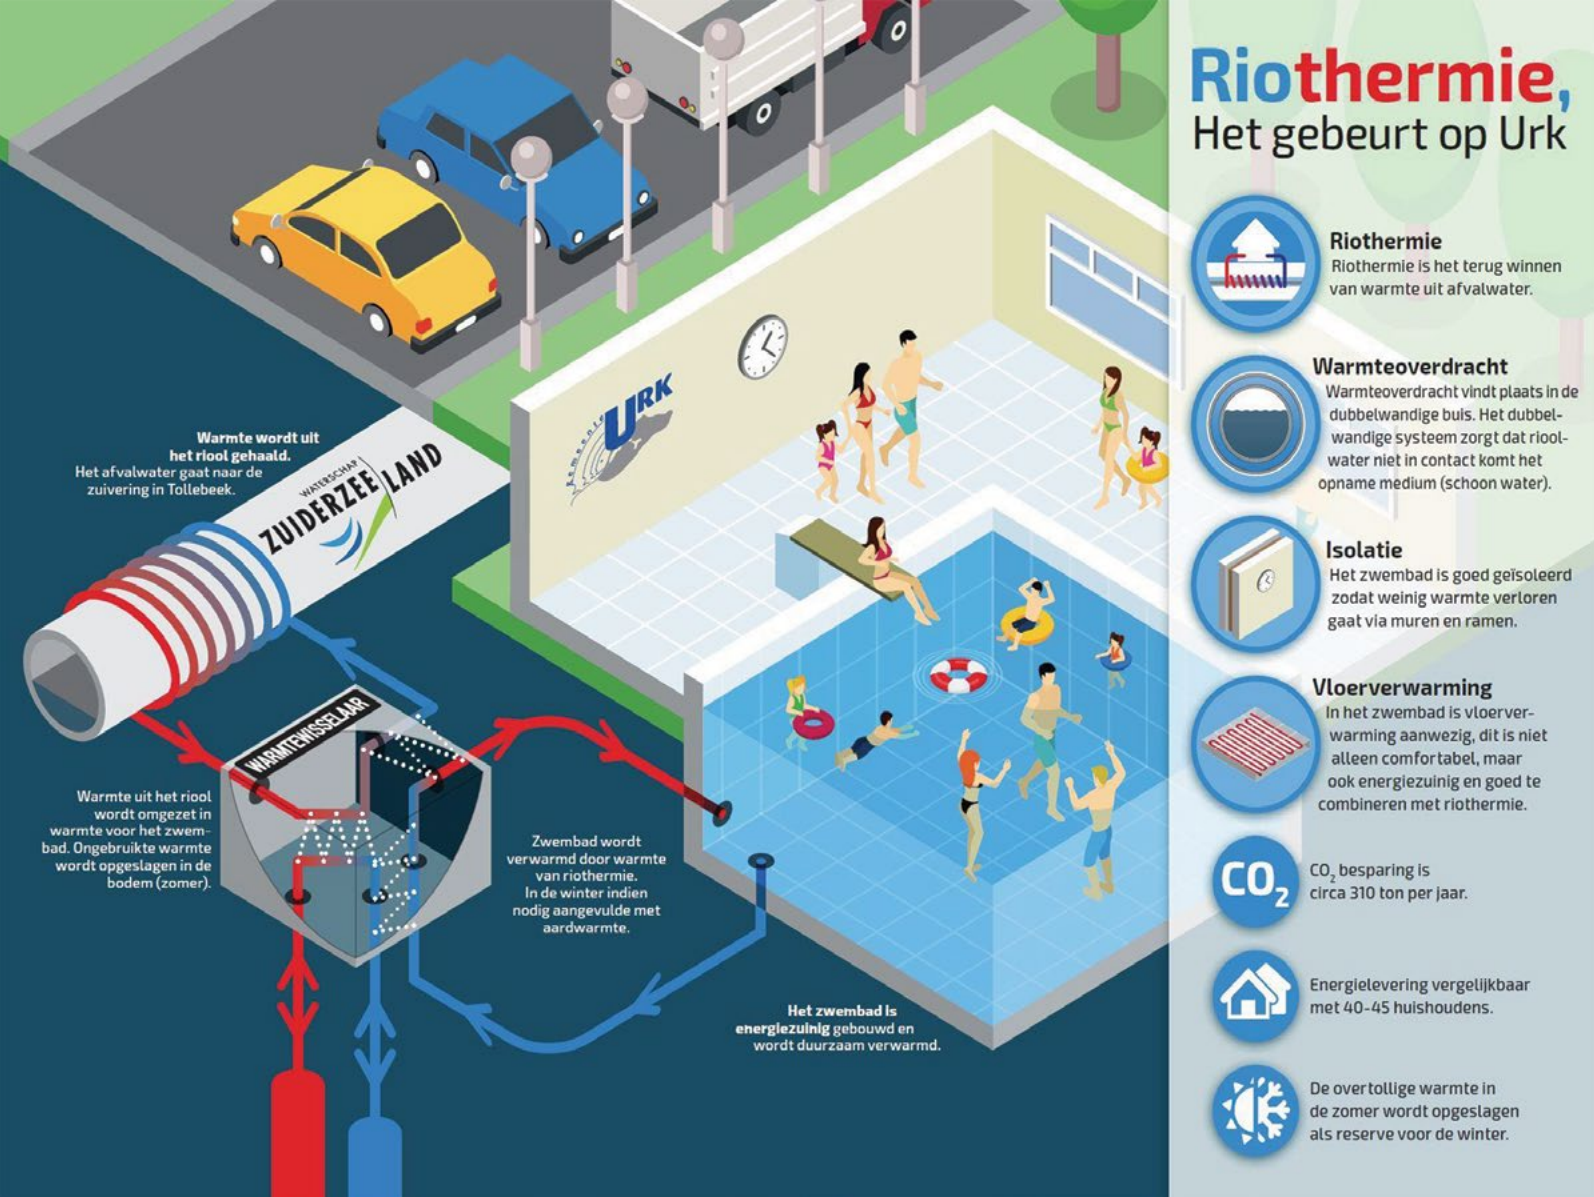 Riothermie,
Het gebeurt op Urk
Riothermie
Riothermie is het terug winnen
van warmte uit afvalwater.
Warmteoverdracht
Warmteoverdracht vindt plaats in de
dubbelwandige buis. Het dubbel-
wandige systeem zorgt dat riool-
water niet in contact komt het
opname medium (schoon water).
Isolatie
Het zwembad is goed geïsoleerd
zodat weinig warmte verloren
gaat via muren en ramen.
Vloerverwarming
In het zwembad is vloerver-
warming aanwezig, dit is niet
alleen comfortabel, maar
ook energiezuinig en goed te
combineren met riothermie.
CO2
CO2 besparing is
circa 310 ton per jaar.
Energielevering vergelijkbaar
met 40-45 huishoudens.
De overtollige warmte in
de zomer wordt opgeslagen
als reserve voor de winter.
gemeente
URK
Warmte wordt uit
het riool gehaald.
Het afvalwater gaat naar de
zuivering in Tollebeek.
WATERSCHAP
ZUIDERZEELAND
WARMTEWISSELAAR
Warmte uit het riool
wordt omgezet in
warmte voor het zwem-
bad. Ongebruikte warmte
wordt opgeslagen in de
bodem (zomer).
Zwembad wordt
verwarmd door warmte
van riothermie.
In de winter indien
nodig aangevulde met
aardwarmte.
Het zwembad is
energiezuinig gebouwd en
wordt duurzaam verwarmd.